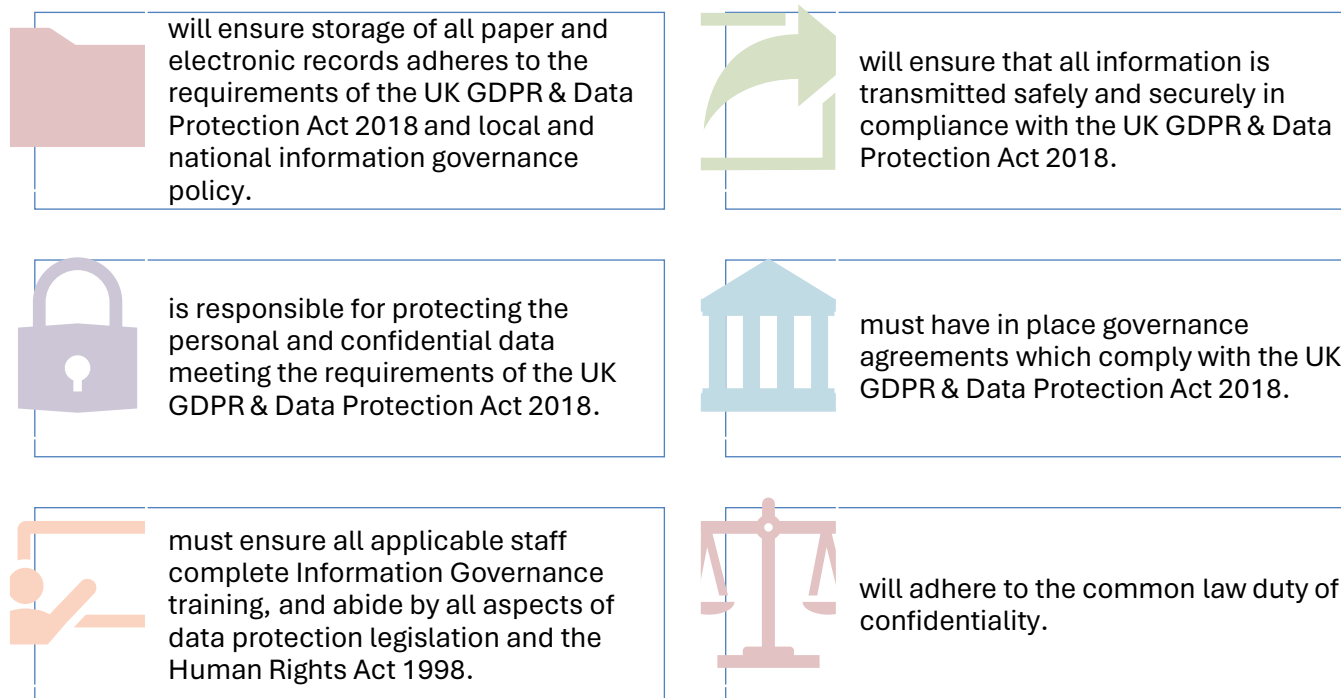 will ensure storage of all paper and
electronic records adheres to the
requirements of the UK GDPR & Data
Protection Act 2018 and local and
national information governance
policy.
will ensure that all information is
transmitted safely and securely in
compliance with the UK GDPR & Data
Protection Act 2018.
is responsible for protecting the
personal and confidential data
meeting the requirements of the UK
GDPR & Data Protection Act 2018.
must have in place governance
agreements which comply with the UK
GDPR & Data Protection Act 2018.
must ensure all applicable staff
complete Information Governance
training, and abide by all aspects of
data protection legislation and the
Human Rights Act 1998.
will adhere to the common law duty of
confidentiality.